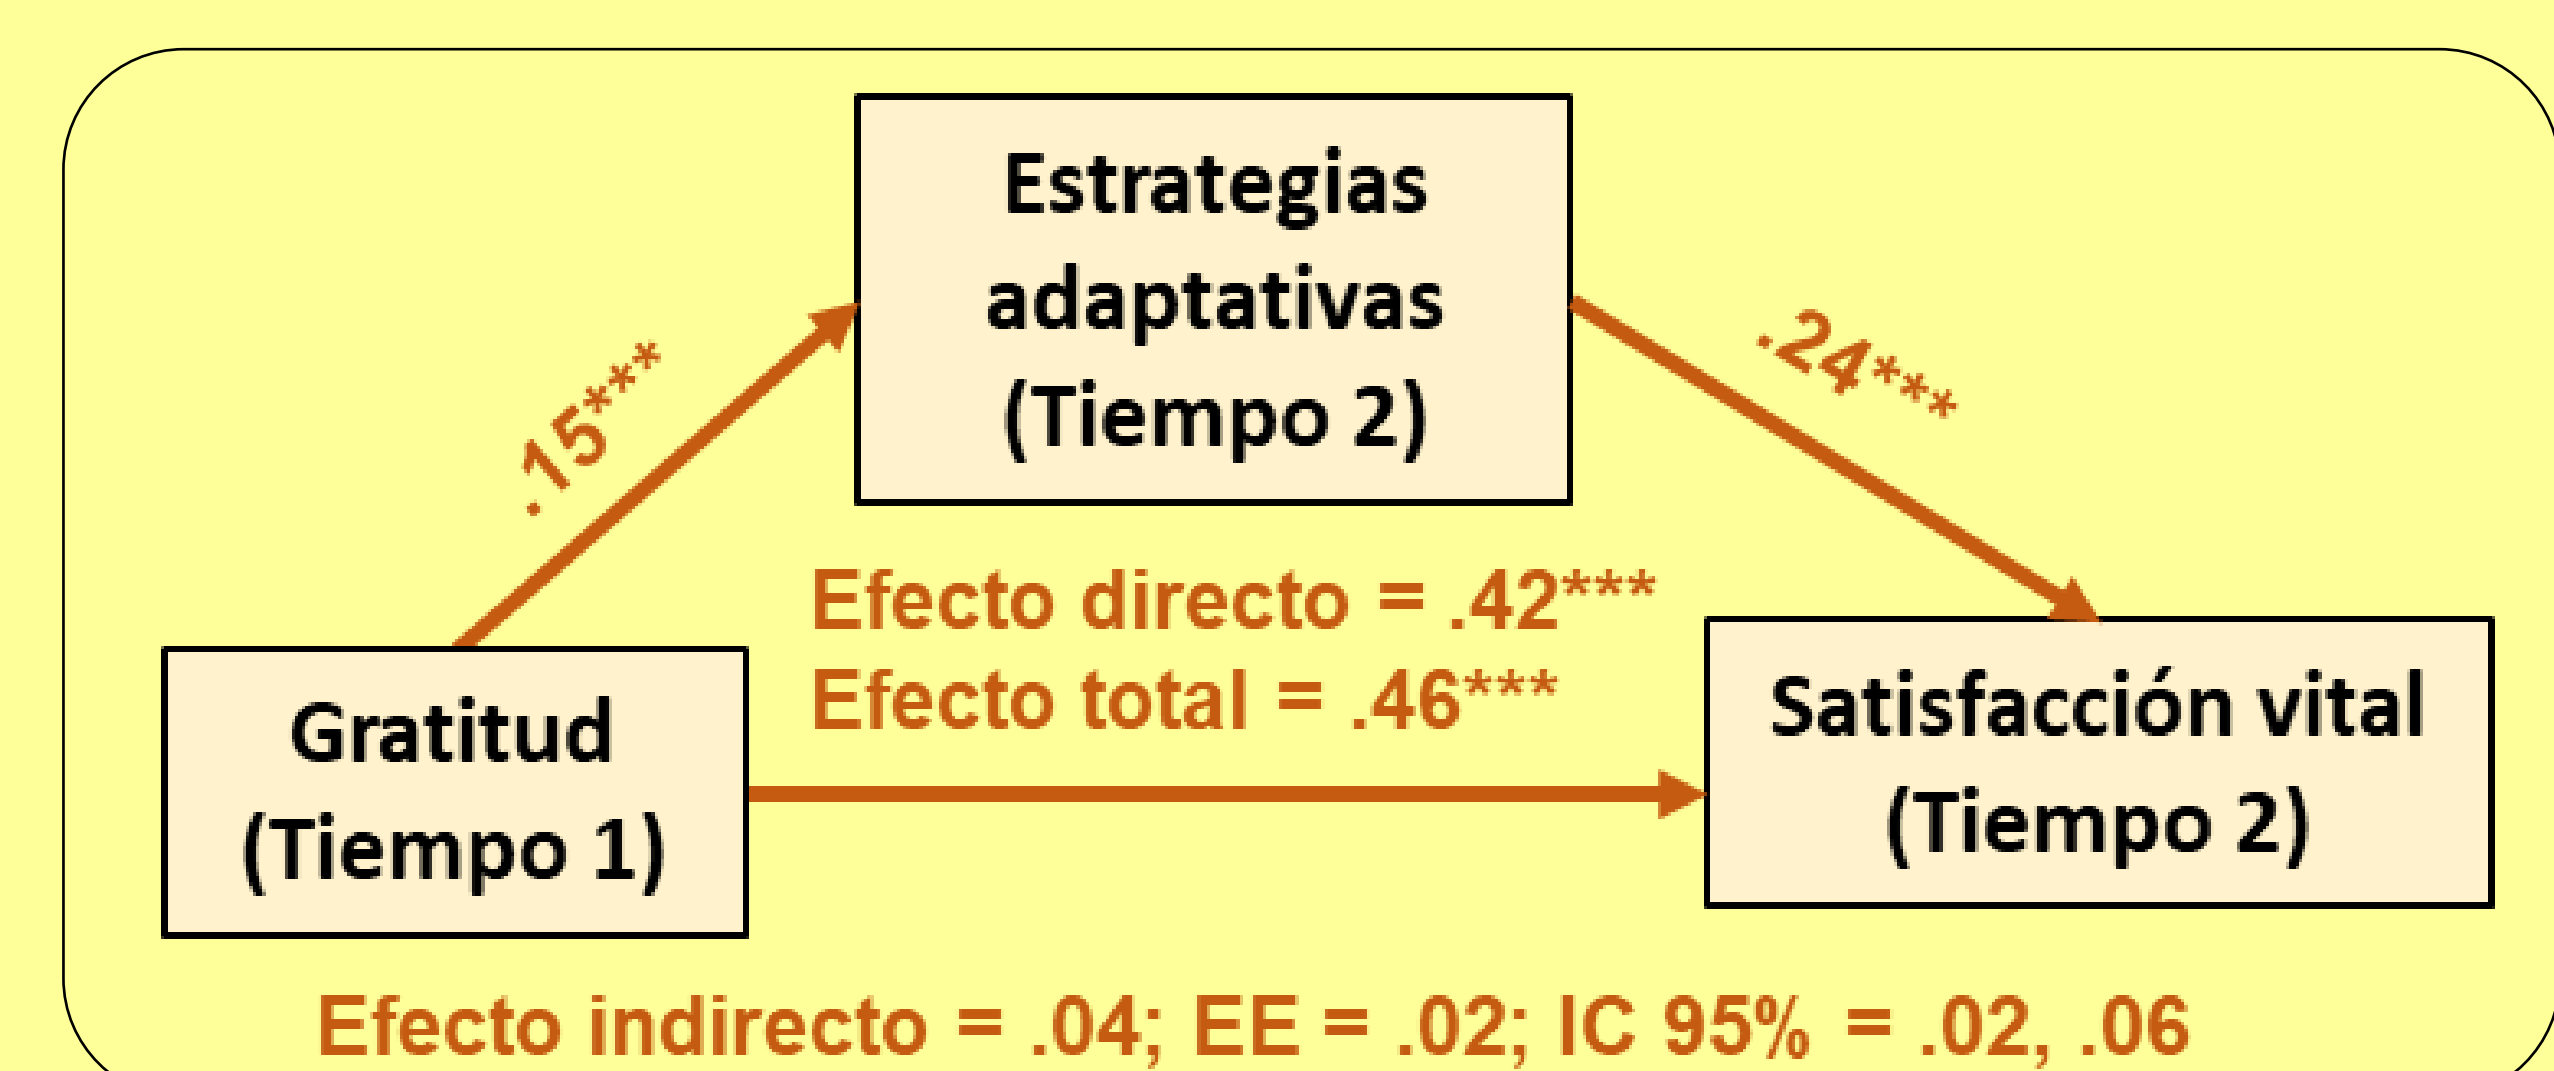 Estrategias
adaptativas
(Tiempo 2)
.15***
.24***
Efecto directo = .42***
Efecto total = .46***
Gratitud
(Tiempo 1)
Satisfacción vital
(Tiempo 2)
Efecto indirecto = .04; EE = .02; IC 95% = .02, .06